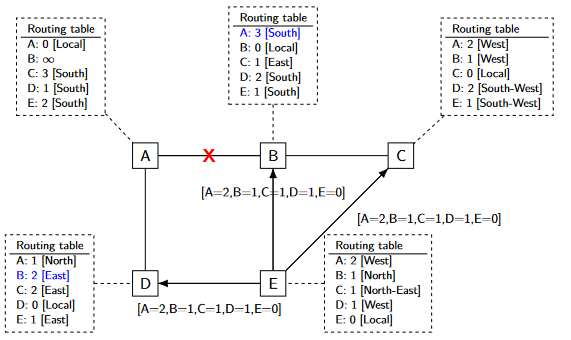 Routing table
A: 0 [Local]
B: ∞
C: 3 [South]
D: 1 [South]
E: 2 [South]
Routing table
A: 3 [South]
B: 0 [Local]
C: 1 [East]
D: 2 [South]
E: 1 [South]
Routing table
A: 2 [West]
B: 1 [West]
C: 0 [Local]
D: 2 [South-West]
E: 1 [South-West]
A
X
B
C
[A=2,B=1,C=1,D=1,E=0]
[A=2,B=1,C=1,D=1,E=0]
Routing table
A: 1 [North]
B: 2 [East]
C: 2 [East]
D: 0 [Local]
E: 1 [East]
D
E
Routing table
A: 2 [West]
B: 1 [North]
C: 1 [North-East]
D: 1 [West]
E: 0 [Local]
[A=2,B=1,C=1,D=1,E=0]